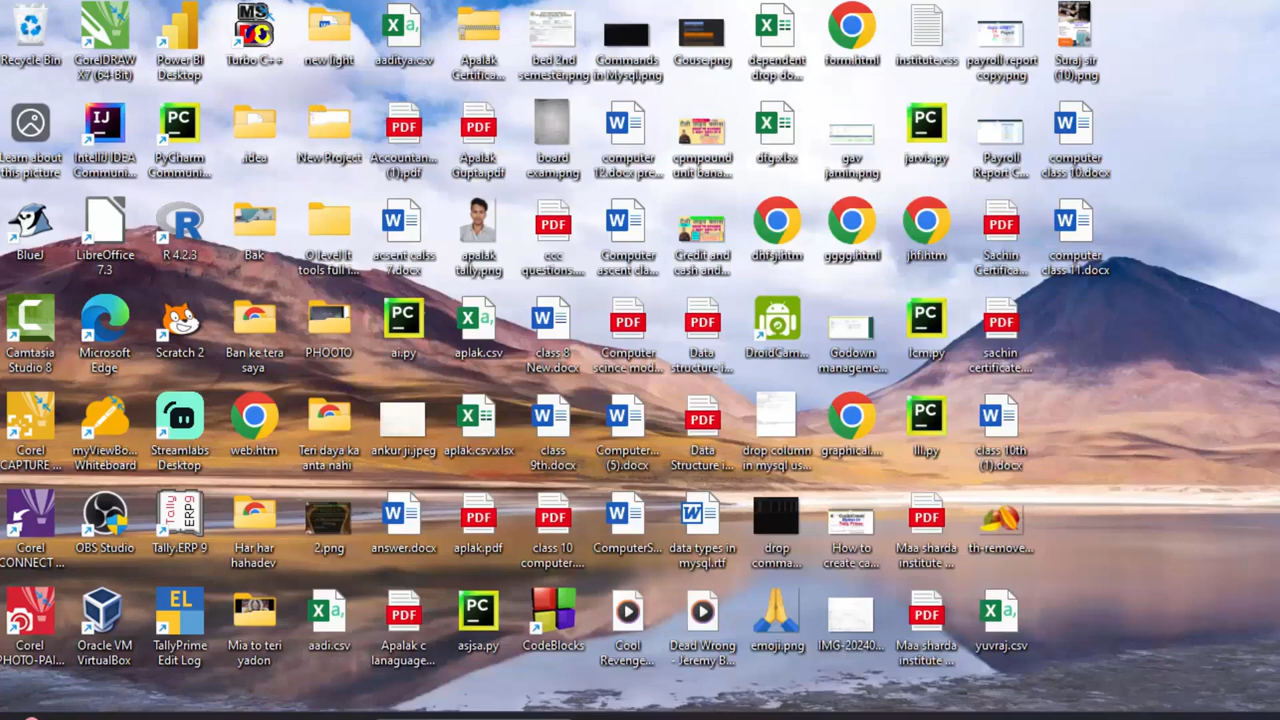 Recycle Bin
CorelDRAW
X7 (64-Bit)
Power BI
Desktop
Turbo C++
new light
aaditya.csv
Apalak
Certifica...
bed 2nd
semester.png
Commands
in Mysql.png
Couse.png
dependent
drop do...
form.html
institute.css
payroll report
copy.png
Suraj sir
(10).png
Learn about
this picture
IntelliJ IDEA
Communi...
PyCharm
Communi...
.idea
New Project
Accountan...
(1).pdf
Apalak
Gupta.pdf
board
exam.png
computer
12.docx pre...
cpmpound
unit bana...
dfg.xlsx
gav
jamin.png
jarvis.py
Payroll
Report C...
computer
class 10.docx
BlueJ
LibreOffice
7.3
R 4.2.3
Bak
O level it
tools full i...
acsent calss
7.docx
apalak
tally.png
ccc
questions....
Computer
ascent cla...
Credit and
cash and...
dhfsj.htm
gggg.html
jhf.htm
Sachin
Certifica...
computer
class 11.docx
Camtasia
Studio 8
Microsoft
Edge
Scratch 2
Ban ke tera
saya
PHOOTO
ai.py
aplak.csv
class 8
New.docx
Computer
scince mod...
Data
structure i...
DroidCam...
Godown
manageme...
lcm.py
sachin
certificate....
Corel
CAPTURE ...
myViewBo...
Whiteboard
Streamlabs
Desktop
web.htm
Teri daya ka
anta nahi
ankur ji.jpeg
aplak.csv.xlsx
class
9th.docx
Computer...
(5).docx
Data
Structure i...
drop column
in mysql us...
graphical....
lll.py
class 10th
(1).docx
Corel
CONNECT ...
OBS Studio
Tally.ERP 9
Har har
hahadev
2.png
answer.docx
aplak.pdf
class 10
computer....
ComputerS...
data types in
mysql.rtf
drop
comma...
How to
create ca...
Maa sharda
institute ...
th-remove...
Corel
PHOTO-PAI...
Oracle VM
VirtualBox
TallyPrime
Edit Log
Mia to teri
yadon
aadi.csv
Apalak c
lanaguage...
asjsa.py
CodeBlocks
Cool
Revenge...
Dead Wrong
- Jeremy B...
emoji.png
IMG-20240...
Maa sharda
institute ...
yuvraj.csv